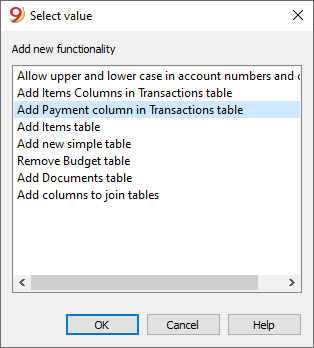 Select value
Add new functionality
Allow upper and lower case in account numbers and
Add Items Columns in Transactions table
Add Payment column in Transactions table
Add Items table
Add new simple table
Remove Budget table
Add Documents table
Add columns to join tables
OK
Cancel
Help